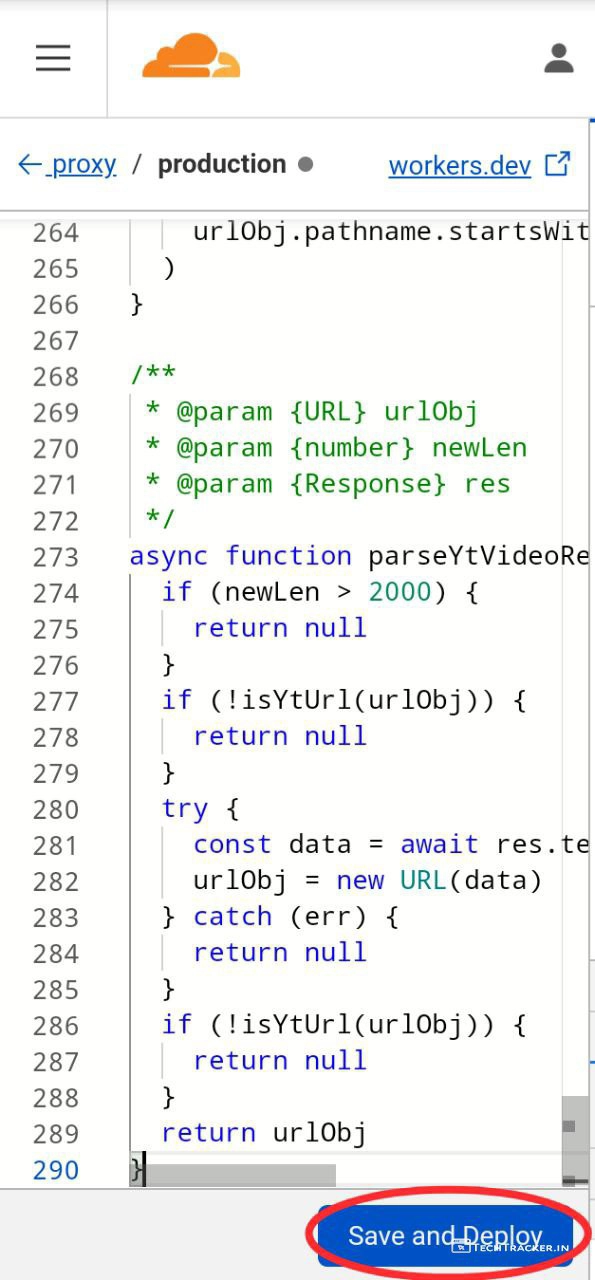 ← proxy / production workers.dev
264 urlObj.pathname.startsWit
265 )
266 }
267
268 /**
269 * @param {URL} urlObj
270 * @param {number} newLen
271 * @param {Response} res
272 */
273 async function parseYtVideoRe
274 if (newLen > 2000) {
275 return null
276 }
277 if (!isYtUrl(urlObj)) {
278 return null
279 }
280 try {
281 const data = await res.te
282 urlObj = new URL(data)
283 } catch (err) {
284 return null
285 }
286 if (!isYtUrl(urlObj)) {
287 return null
288 }
289 return urlObj
290 }
Save and Deploy
TECHTRACKER.IN